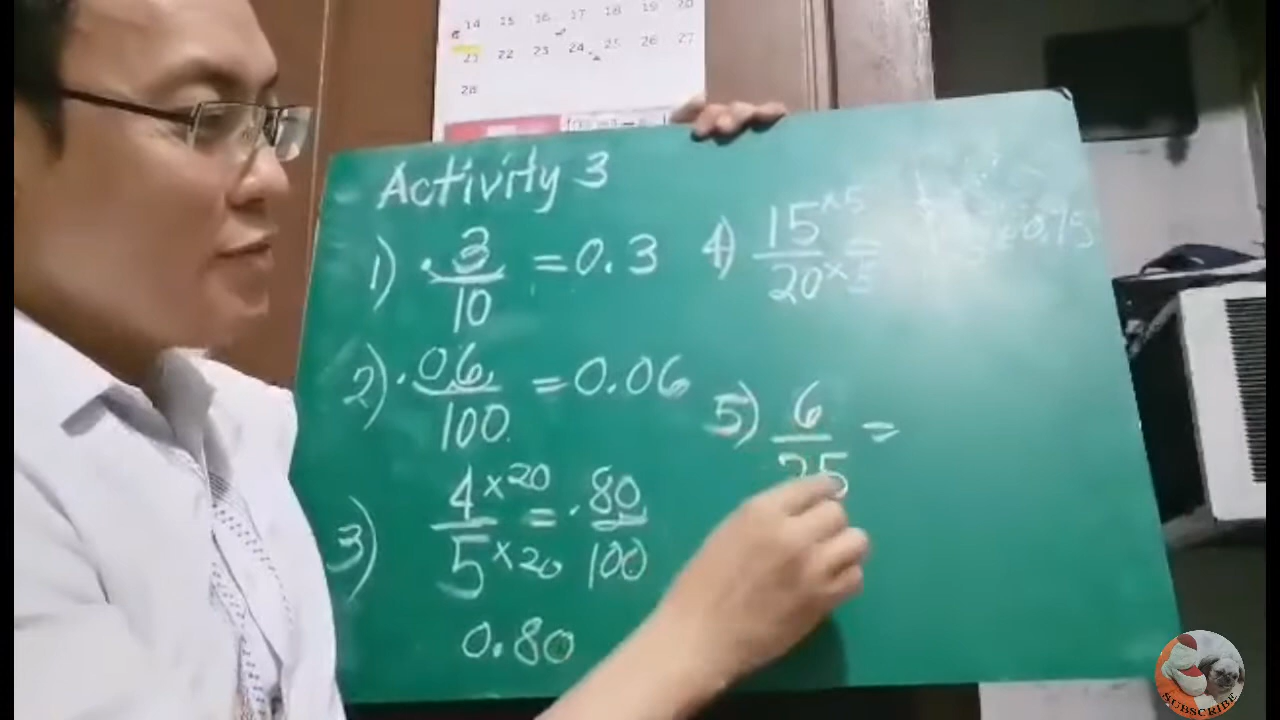 14 15 16 17 18 19 20
21 22 23 24 25 26 27
28
Activity 3
1) .3/10 = 0.3
2) .06/100 = 0.06
3) 4/5 ×20/×20 = .80/100
0.80
4) 15/20 ×5/×5 = =0.75
5) 6/25 =
SUBSCRIBE